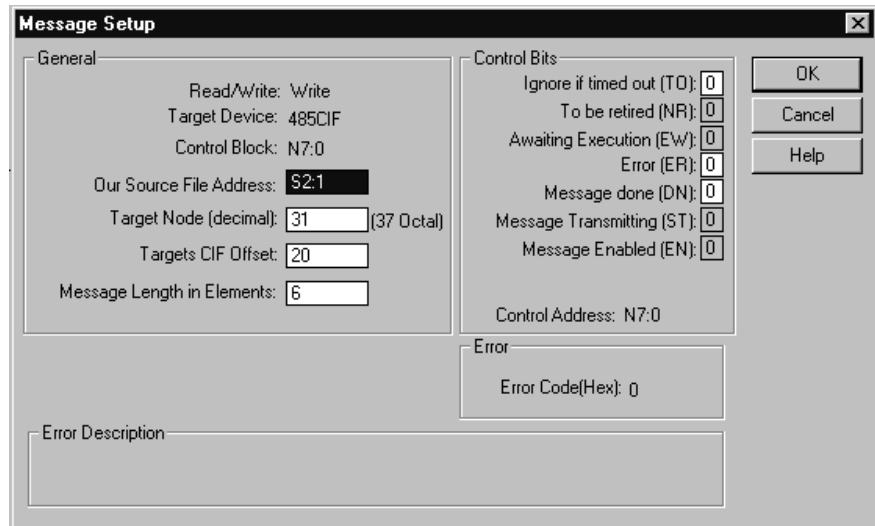 Message Setup
General
Read/Write: Write
Target Device: 485CIF
Control Block: N7:0
Our Source File Address: S2:1
Target Node (decimal): 31 (37 Octal)
Targets CIF Offset: 20
Message Length in Elements: 6
Control Bits
Ignore if timed out (TO): 0
To be retired (NR): 0
Awaiting Execution (EW): 0
Error (ER): 0
Message done (DN): 0
Message Transmitting (ST): 0
Message Enabled (EN): 0
Control Address: N7:0
Error
Error Code(Hex): 0
Error Description
OK
Cancel
Help